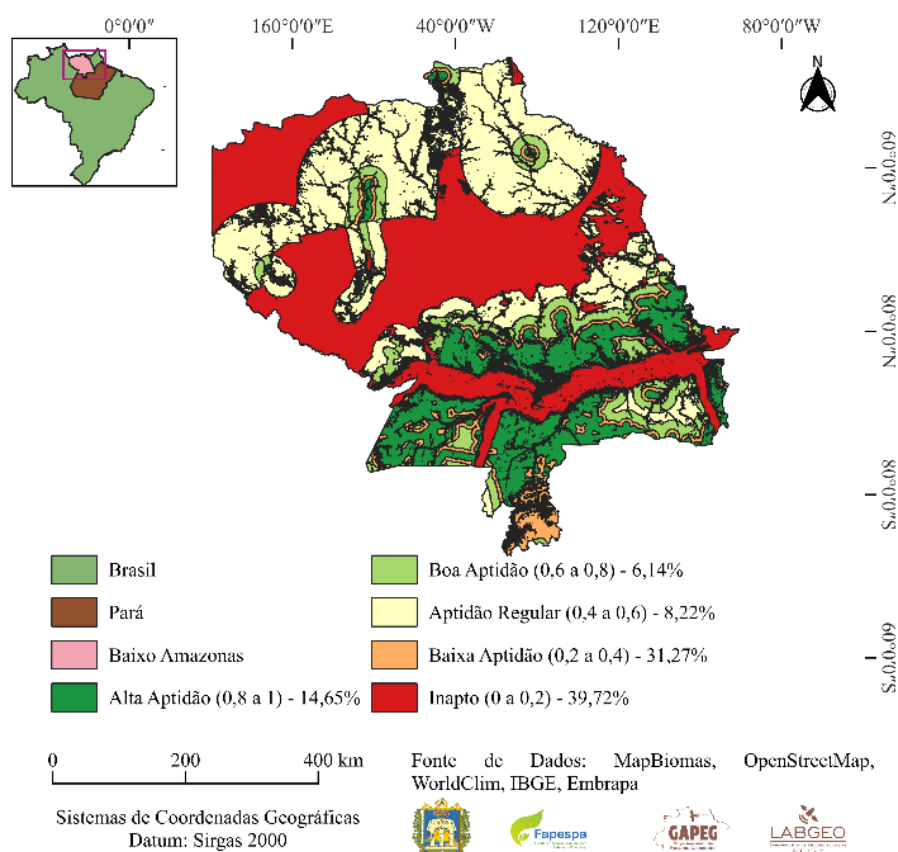 0°0'0"
160°0'0"E
40°0'0"W
120°0'0"E
80°0'0"W
N
60°0'0"N
80°0'0"N
80°0'0"S
60°0'0"S
Brasil
Pará
Baixo Amazonas
Alta Aptidão (0,8 a 1) - 14,65%
Boa Aptidão (0,6 a 0,8) - 6,14%
Aptidão Regular (0,4 a 0,6) - 8,22%
Baixa Aptidão (0,2 a 0,4) - 31,27%
Inapto (0 a 0,2) - 39,72%
0 200 400 km
Sistemas de Coordenadas Geográficas
Datum: Sirgas 2000
Fonte de Dados: MapBiomas, OpenStreetMap,
WorldClim, IBGE, Embrapa
Fapespa
GAPEG
LABGEO